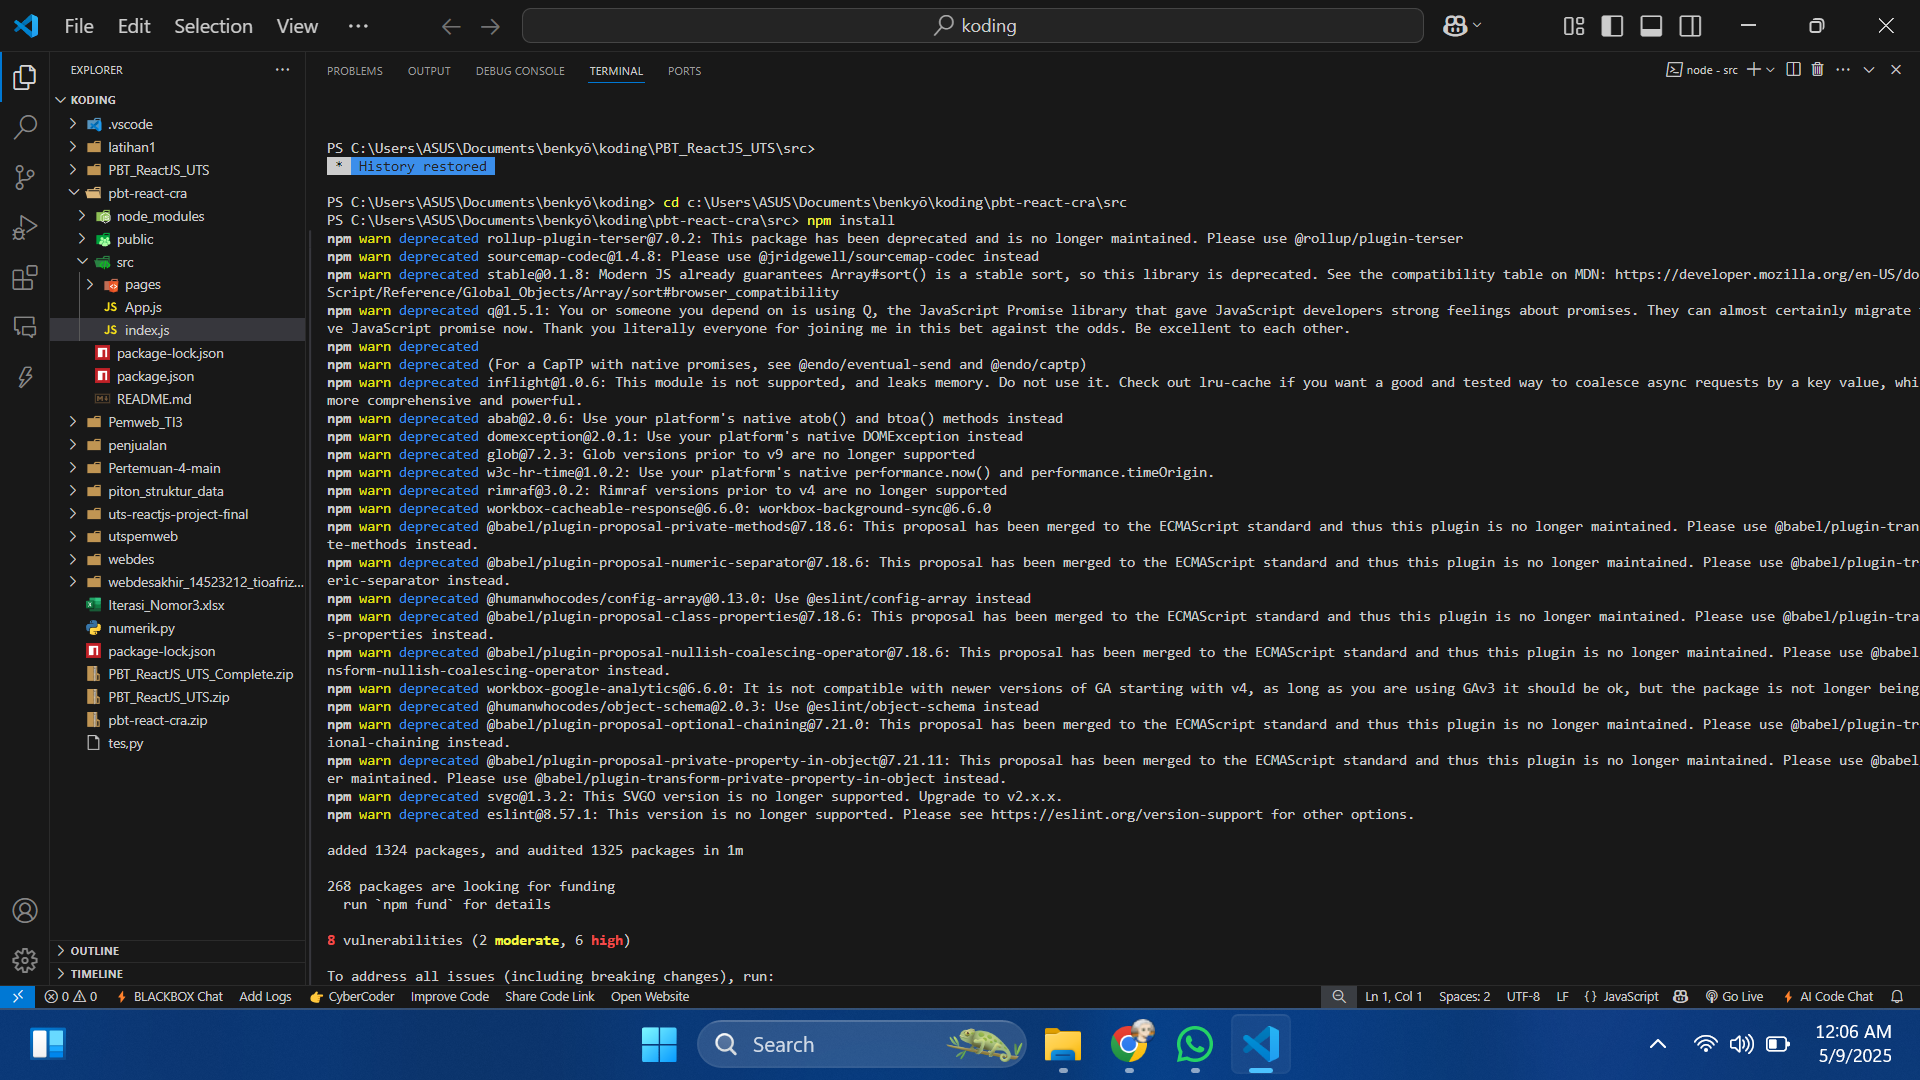 File Edit Selection View ···
koding
EXPLORER ···
KODING
.vscode
latihan1
PBT_ReactJS_UTS
pbt-react-cra
node_modules
public
src
pages
JS App.js
JS index.js
package-lock.json
package.json
README.md
Pemweb_TI3
penjualan
Pertemuan-4-main
piton_struktur_data
uts-reactjs-project-final
utspemweb
webdes
webdesakhir_14523212_tioafriz...
Iterasi_Nomor3.xlsx
numerik.py
package-lock.json
PBT_ReactJS_UTS_Complete.zip
PBT_ReactJS_UTS.zip
pbt-react-cra.zip
tes,py
OUTLINE
TIMELINE
PROBLEMS OUTPUT DEBUG CONSOLE TERMINAL PORTS
node - src
PS C:\Users\ASUS\Documents\benkyō\koding\PBT_ReactJS_UTS\src>
* History restored
PS C:\Users\ASUS\Documents\benkyō\koding> cd c:\Users\ASUS\Documents\benkyō\koding\pbt-react-cra\src
PS C:\Users\ASUS\Documents\benkyō\koding\pbt-react-cra\src> npm install
npm warn deprecated rollup-plugin-terser@7.0.2: This package has been deprecated and is no longer maintained. Please use @rollup/plugin-terser
npm warn deprecated sourcemap-codec@1.4.8: Please use @jridgewell/sourcemap-codec instead
npm warn deprecated stable@0.1.8: Modern JS already guarantees Array#sort() is a stable sort, so this library is deprecated. See the compatibility table on MDN: https://developer.mozilla.org/en-US/do
Script/Reference/Global_Objects/Array/sort#browser_compatibility
npm warn deprecated q@1.5.1: You or someone you depend on is using Q, the JavaScript Promise library that gave JavaScript developers strong feelings about promises. They can almost certainly migrate
ve JavaScript promise now. Thank you literally everyone for joining me in this bet against the odds. Be excellent to each other.
npm warn deprecated
npm warn deprecated (For a CapTP with native promises, see @endo/eventual-send and @endo/captp)
npm warn deprecated inflight@1.0.6: This module is not supported, and leaks memory. Do not use it. Check out lru-cache if you want a good and tested way to coalesce async requests by a key value, whi
more comprehensive and powerful.
npm warn deprecated abab@2.0.6: Use your platform's native atob() and btoa() methods instead
npm warn deprecated domexception@2.0.1: Use your platform's native DOMException instead
npm warn deprecated glob@7.2.3: Glob versions prior to v9 are no longer supported
npm warn deprecated w3c-hr-time@1.0.2: Use your platform's native performance.now() and performance.timeOrigin.
npm warn deprecated rimraf@3.0.2: Rimraf versions prior to v4 are no longer supported
npm warn deprecated workbox-cacheable-response@6.6.0: workbox-background-sync@6.6.0
npm warn deprecated @babel/plugin-proposal-private-methods@7.18.6: This proposal has been merged to the ECMAScript standard and thus this plugin is no longer maintained. Please use @babel/plugin-tran
te-methods instead.
npm warn deprecated @babel/plugin-proposal-numeric-separator@7.18.6: This proposal has been merged to the ECMAScript standard and thus this plugin is no longer maintained. Please use @babel/plugin-tr
eric-separator instead.
npm warn deprecated @humanwhocodes/config-array@0.13.0: Use @eslint/config-array instead
npm warn deprecated @babel/plugin-proposal-class-properties@7.18.6: This proposal has been merged to the ECMAScript standard and thus this plugin is no longer maintained. Please use @babel/plugin-tra
s-properties instead.
npm warn deprecated @babel/plugin-proposal-nullish-coalescing-operator@7.18.6: This proposal has been merged to the ECMAScript standard and thus this plugin is no longer maintained. Please use @babel
nsform-nullish-coalescing-operator instead.
npm warn deprecated workbox-google-analytics@6.6.0: It is not compatible with newer versions of GA starting with v4, as long as you are using GAv3 it should be ok, but the package is not longer being
npm warn deprecated @humanwhocodes/object-schema@2.0.3: Use @eslint/object-schema instead
npm warn deprecated @babel/plugin-proposal-optional-chaining@7.21.0: This proposal has been merged to the ECMAScript standard and thus this plugin is no longer maintained. Please use @babel/plugin-tr
ional-chaining instead.
npm warn deprecated @babel/plugin-proposal-private-property-in-object@7.21.11: This proposal has been merged to the ECMAScript standard and thus this plugin is no longer maintained. Please use @babel
er maintained. Please use @babel/plugin-transform-private-property-in-object instead.
npm warn deprecated svgo@1.3.2: This SVGO version is no longer supported. Upgrade to v2.x.x.
npm warn deprecated eslint@8.57.1: This version is no longer supported. Please see https://eslint.org/version-support for other options.
added 1324 packages, and audited 1325 packages in 1m
268 packages are looking for funding
run `npm fund` for details
8 vulnerabilities (2 moderate, 6 high)
To address all issues (including breaking changes), run:
0 0 BLACKBOX Chat Add Logs CyberCoder Improve Code Share Code Link Open Website
Ln 1, Col 1 Spaces: 2 UTF-8 LF {} JavaScript Go Live AI Code Chat
Search
12:06 AM
5/9/2025